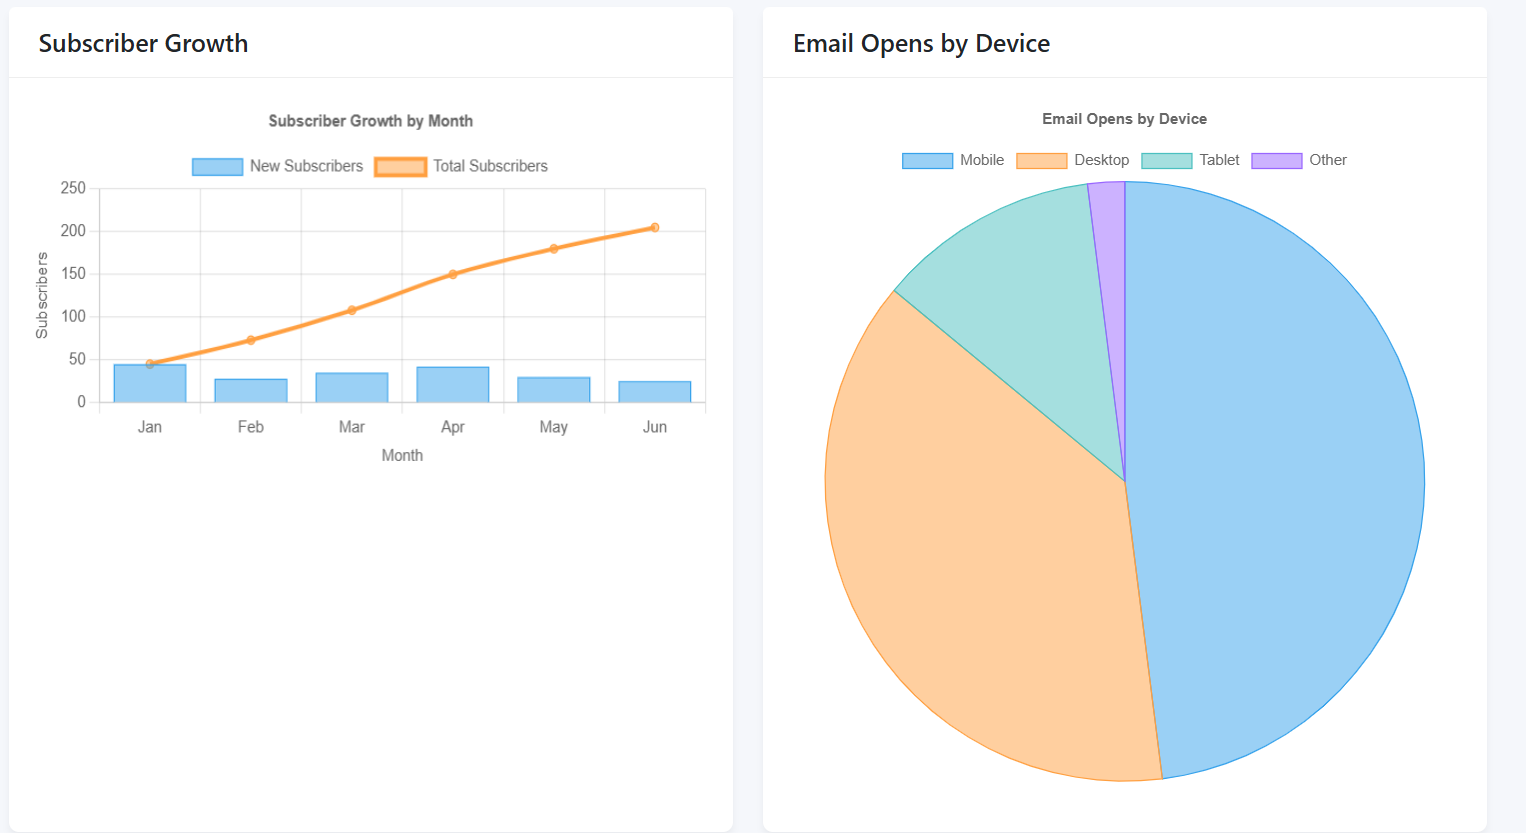 Subscriber Growth
Subscriber Growth by Month
New Subscribers Total Subscribers
250
200
150
100
50
0
Subscribers
Jan Feb Mar Apr May Jun
Month
Email Opens by Device
Email Opens by Device
Mobile Desktop Tablet Other